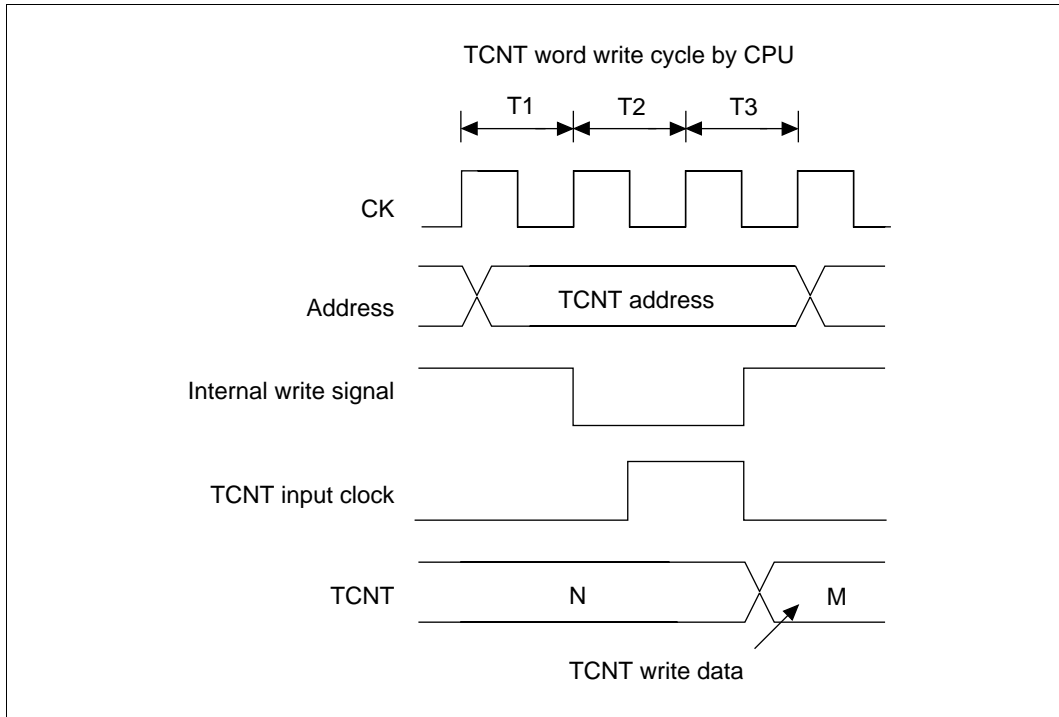 TCNT word write cycle by CPU
T1 T2 T3
CK
Address
TCNT address
Internal write signal
TCNT input clock
TCNT
N
M
TCNT write data